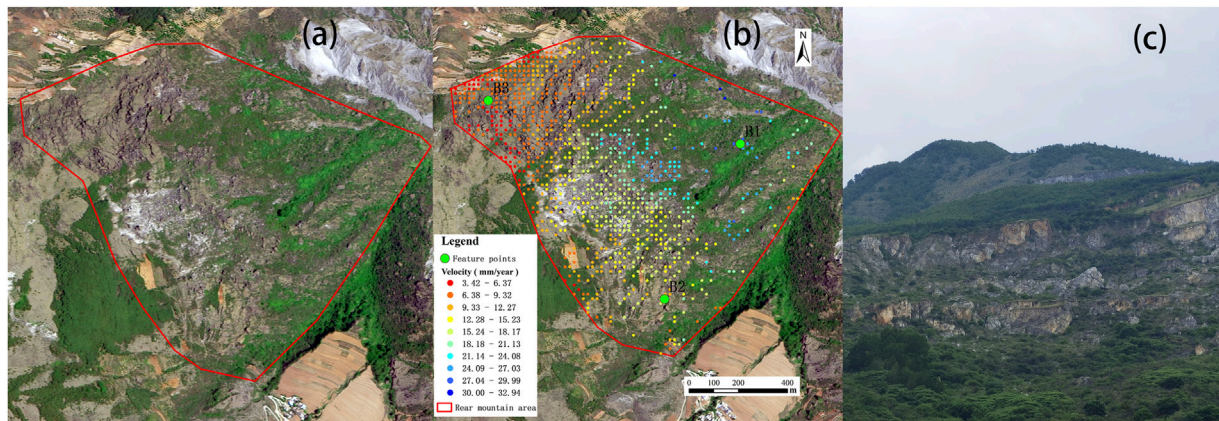 (a)
(b)
N
(c)
B3
B1
B2
Legend
Feature points
Velocity ( mm/year )
3.42 - 6.37
6.38 - 9.32
9.33 - 12.27
12.28 - 15.23
15.24 - 18.17
18.18 - 21.13
21.14 - 24.08
24.09 - 27.03
27.04 - 29.99
30.00 - 32.94
Rear mountain area
0 100 200 400
m